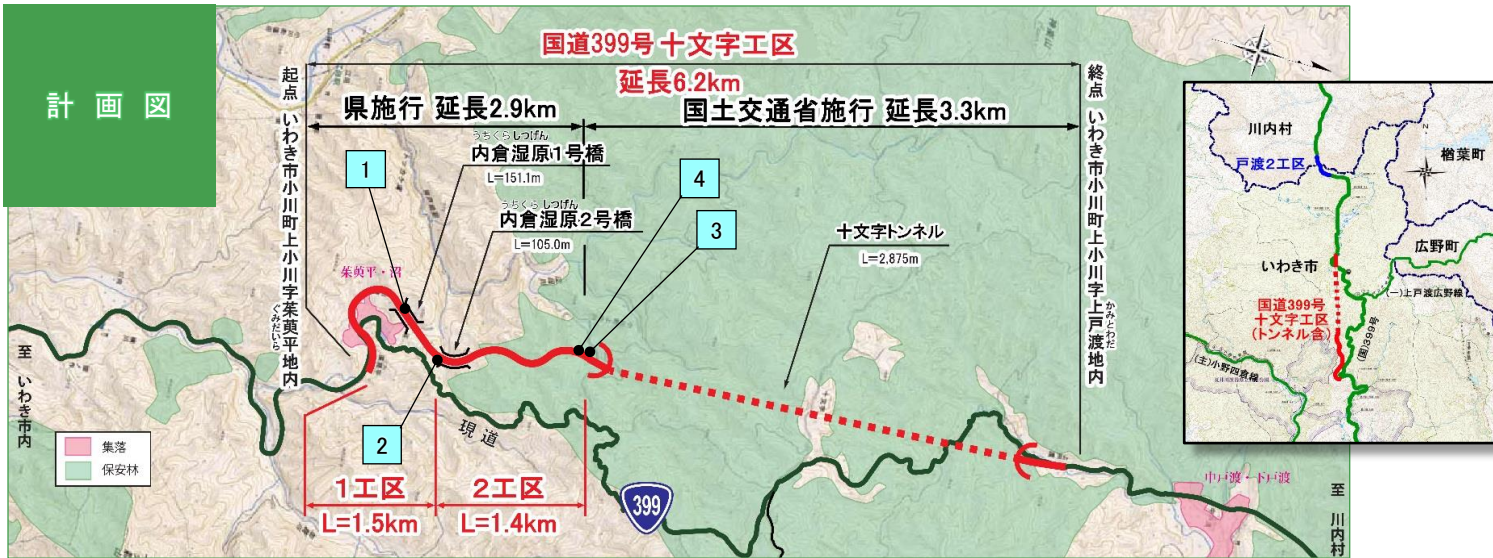 計画図
国道399号 十文字工区
延長6.2km
県施行 延長2.9km
国土交通省施行 延長3.3km
起点 いわき市小川町上小川字茱萸平地内
ぐみだいら
終点 いわき市小川町上小川字上戸渡地内
かみとわだ
うちくらしつげん
内倉湿原1号橋
L=151.1m
うちくらしつげん
内倉湿原2号橋
L=105.0m
1
2
3
4
十文字トンネル
L=2,875m
茱萸平・沼
至 いわき市内
集落
保安林
現道
1工区
L=1.5km
2工区
L=1.4km
399
中戸渡・下戸渡
至 川内村
川内村
戸渡2工区
楢葉町
広野町
いわき市
(一)上戸渡広野線
国道399号
十文字工区
(トンネル含)
(国)399号
(主)小野四倉線